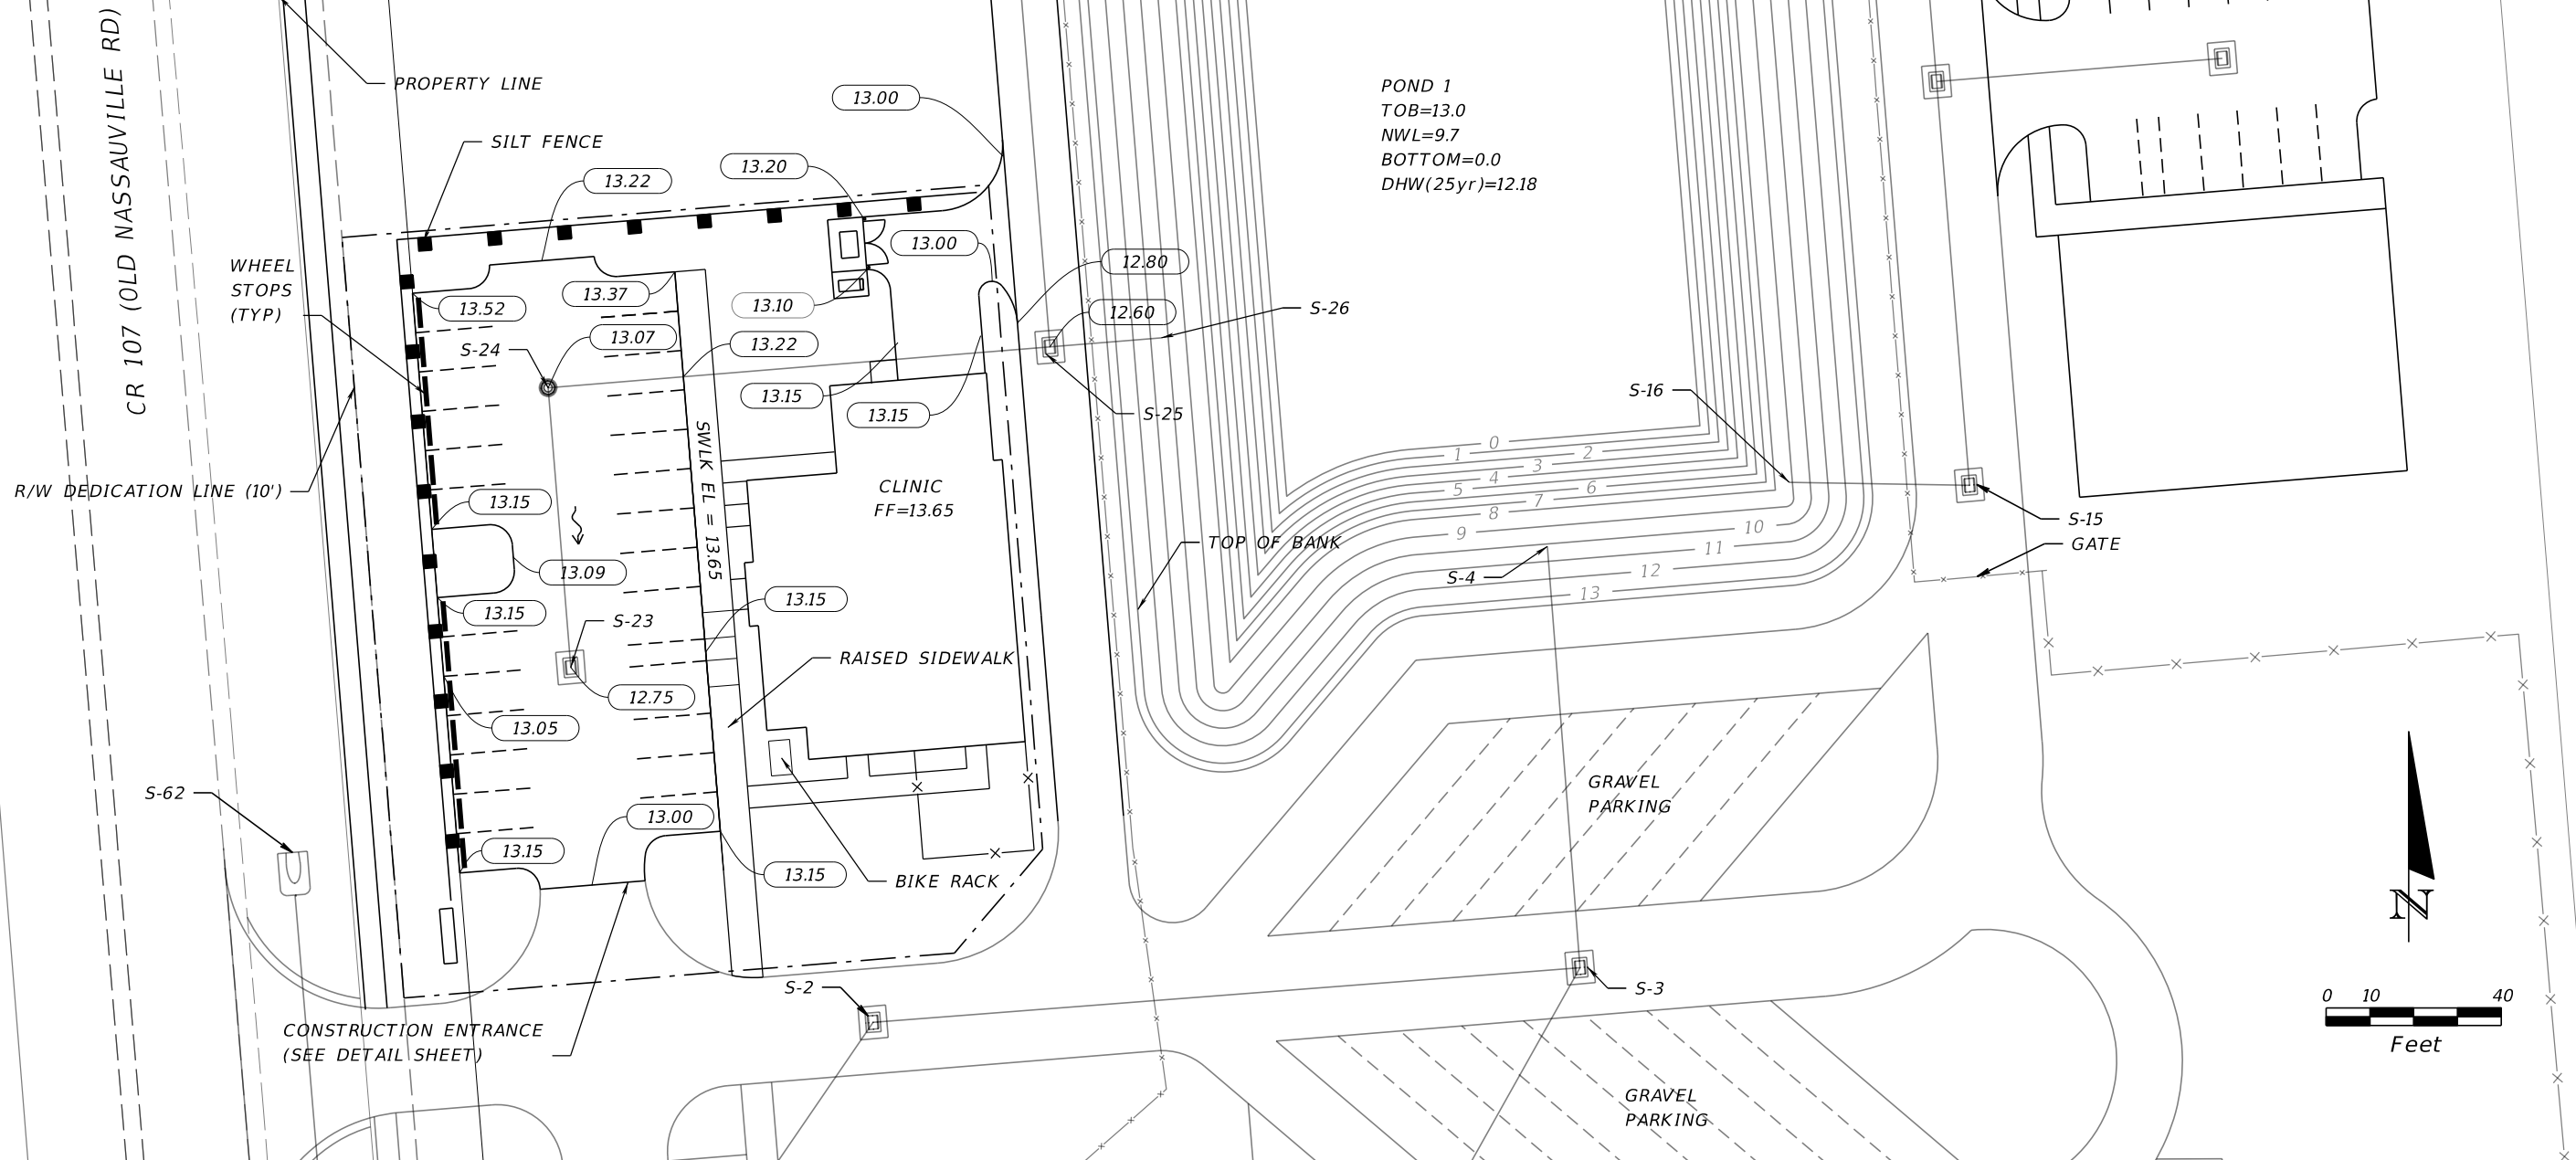 CR 107 (OLD NASSAUVILLE RD)
PROPERTY LINE
SILT FENCE
13.00
13.20
13.22
POND 1
TOB=13.0
NWL=9.7
BOTTOM=0.0
DHW(25yr)=12.18
WHEEL
STOPS
(TYP)
13.52
13.37
13.10
13.00
12.80
12.60
S-26
S-24
13.07
13.22
13.15
13.15
S-25
S-16
R/W DEDICATION LINE (10')
13.15
SWLK EL = 13.65
CLINIC
FF=13.65
0
1
2
3
4
5
6
7
8
9
10
11
12
13
TOP OF BANK
S-4
S-15
GATE
13.09
13.15
S-23
13.15
RAISED SIDEWALK
12.75
13.05
S-62
13.00
13.15
13.15
BIKE RACK
GRAVEL
PARKING
N
S-2
S-3
0 10 40
Feet
CONSTRUCTION ENTRANCE
(SEE DETAIL SHEET)
GRAVEL
PARKING